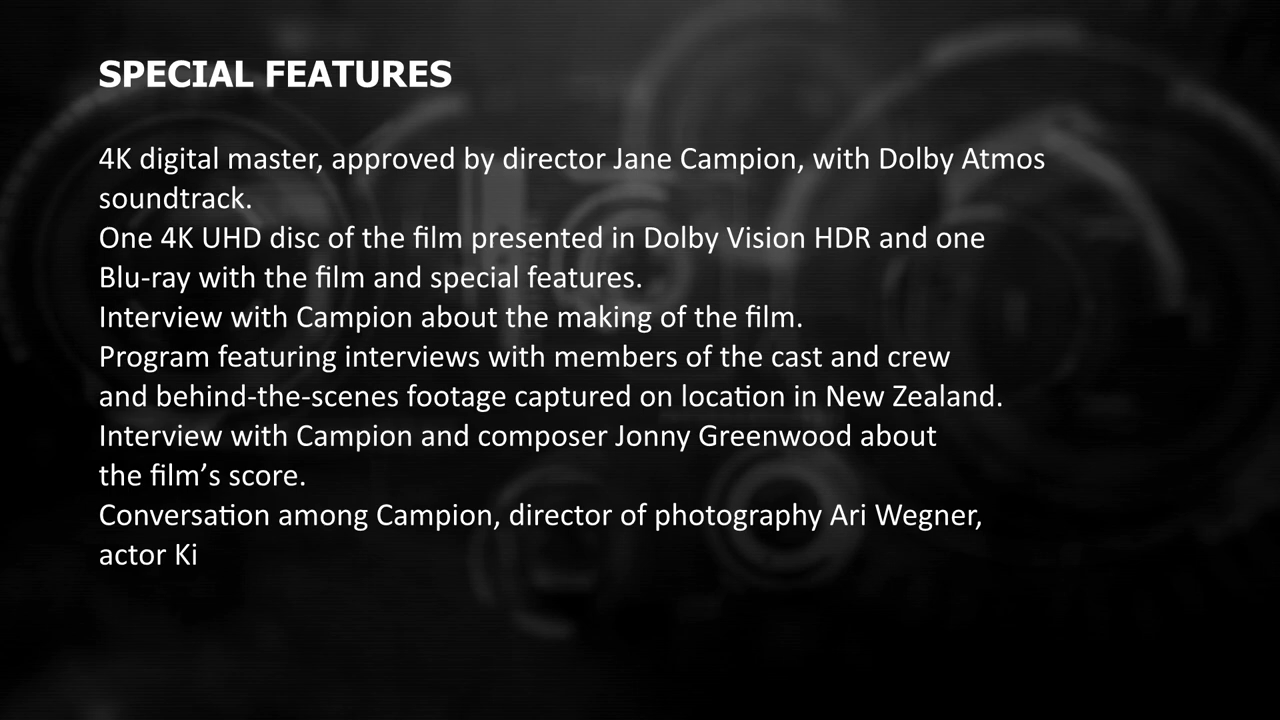 SPECIAL FEATURES
4K digital master, approved by director Jane Campion, with Dolby Atmos
soundtrack.
One 4K UHD disc of the film presented in Dolby Vision HDR and one
Blu-ray with the film and special features.
Interview with Campion about the making of the film.
Program featuring interviews with members of the cast and crew
and behind-the-scenes footage captured on location in New Zealand.
Interview with Campion and composer Jonny Greenwood about
the film’s score.
Conversation among Campion, director of photography Ari Wegner,
actor Ki